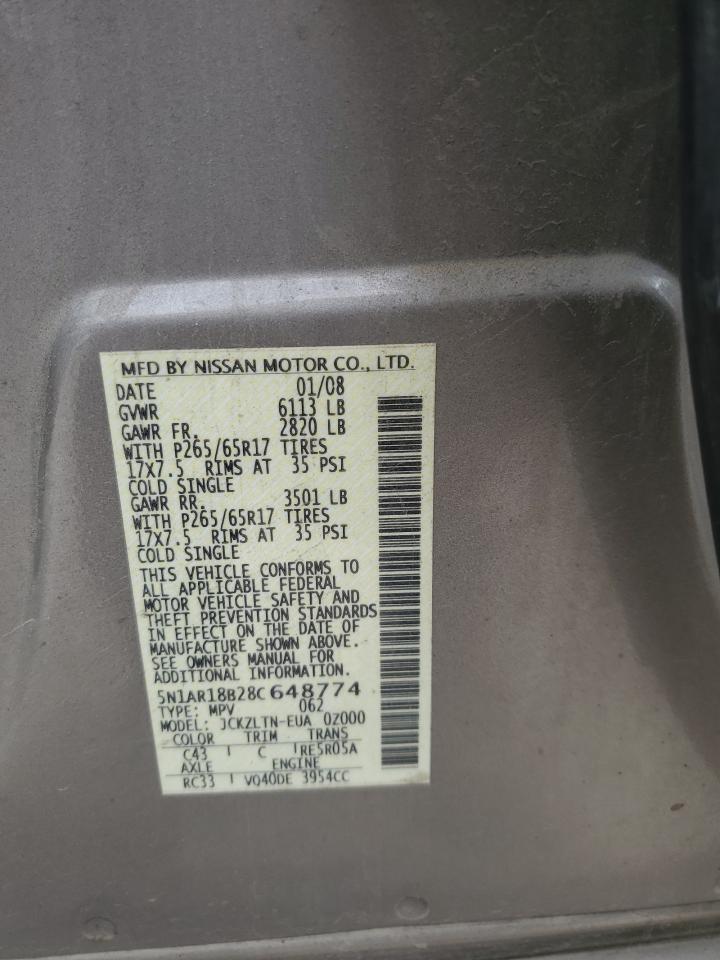 MFD BY NISSAN MOTOR CO., LTD.
DATE 01/08
GVWR 6113 LB
GAWR FR. 2820 LB
WITH P265/65R17 TIRES
17X7.5 RIMS AT 35 PSI
COLD SINGLE
GAWR RR. 3501 LB
WITH P265/65R17 TIRES
17X7.5 RIMS AT 35 PSI
COLD SINGLE
THIS VEHICLE CONFORMS TO
ALL APPLICABLE FEDERAL
MOTOR VEHICLE SAFETY AND
THEFT PREVENTION STANDARDS
IN EFFECT ON THE DATE OF
MANUFACTURE SHOWN ABOVE.
SEE OWNERS MANUAL FOR
ADDITIONAL INFORMATION.
5N1AR18B28C 648774
TYPE: MPV 062
MODEL: JCKZLTN-EUA 0Z000
COLOR TRIM TRANS
C43 C RE5R05A
AXLE ENGINE
RC33 VQ40DE 3954CC